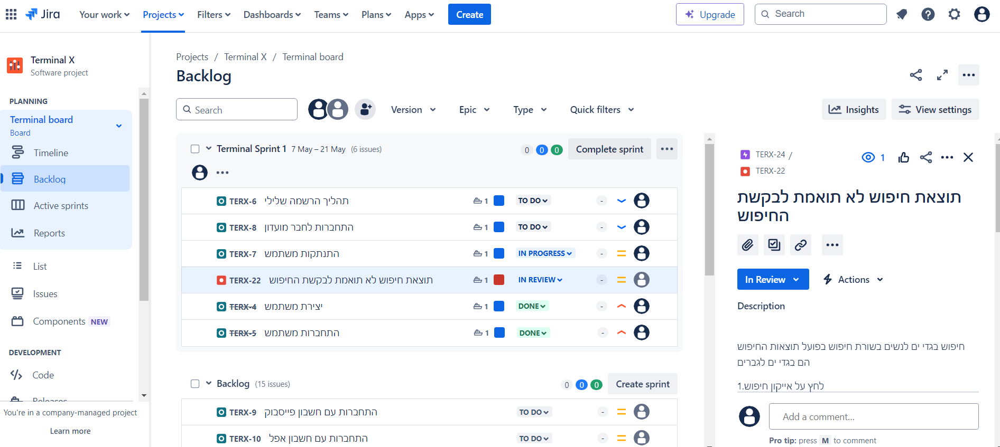 Jira
Your work
Projects
Filters
Dashboards
Teams
Plans
Apps
Create
Upgrade
Search
Terminal X
Software project
PLANNING
Terminal board
Board
Timeline
Backlog
Active sprints
Reports
List
Issues
Components NEW
DEVELOPMENT
Code
Releases
You're in a company-managed project
Learn more
Projects / Terminal X / Terminal board
Backlog
Search
Version
Epic
Type
Quick filters
Insights
View settings
Terminal Sprint 1 7 May – 21 May (6 issues)
0 0 0
Complete sprint
TERX-6 תהליך הרשמה שלילי 1 TO DO -
TERX-8 התחברות לחבר מועדון 1 TO DO -
TERX-7 התנתקות משתמש 1 IN PROGRESS -
TERX-22 תוצאת חיפוש לא תואמת לבקשת החיפוש 1 IN REVIEW -
TERX-4 יצירת משתמש 1 DONE -
TERX-5 התחברות משתמש 1 DONE -
Backlog (15 issues)
0 0 0
Create sprint
TERX-9 התחברות עם חשבון פייסבוק TO DO -
TERX-10 התחברות עם חשבון אפל TO DO -
TERX-24 /
TERX-22
1
תוצאת חיפוש לא תואמת לבקשת
החיפוש
In Review
Actions
Description
חיפוש בגדי ים לנשים בשורת חיפוש בפועל תוצאות החיפוש
הם בגדי ים לגברים
1.לחץ על אייקון חיפוש
Add a comment...
Pro tip: press M to comment